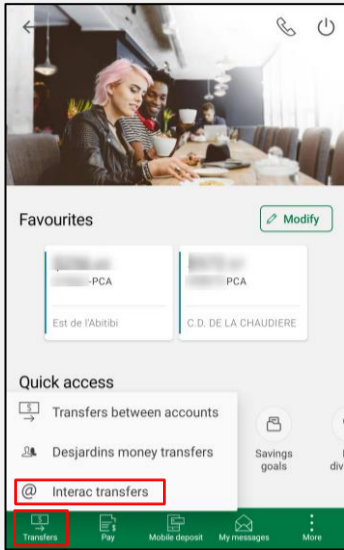 Favourites
Modify
-PCA
PCA
Est de l'Abitibi
C.D. DE LA CHAUDIERE
Quick access
Transfers between accounts
Desjardins money transfers
@ Interac transfers
Savings
goals
Transfers
Pay
Mobile deposit
My messages
More